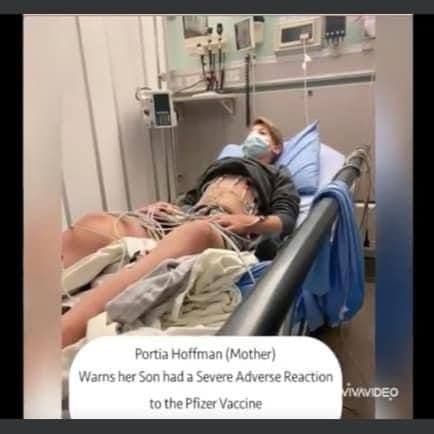 Portia Hoffman (Mother)
Warns her Son had a Severe Adverse Reaction
to the Pfizer Vaccine
VIVAVIDEO